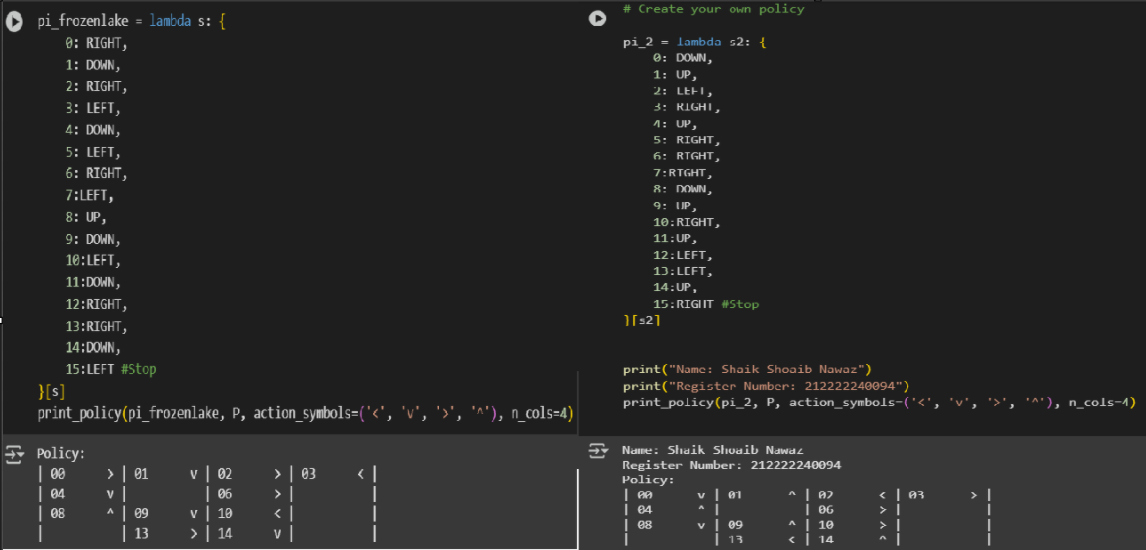 pi_frozenlake = lambda s: {
0: RIGHT,
1: DOWN,
2: RIGHT,
3: LEFT,
4: DOWN,
5: LEFT,
6: RIGHT,
7:LEFT,
8: UP,
9: DOWN,
10:LEFT,
11:DOWN,
12:RIGHT,
13:RIGHT,
14:DOWN,
15:LEFT #Stop
}[s]
print_policy(pi_frozenlake, P, action_symbols=('<', 'v', '>', '^'), n_cols=4)
Policy:
| 00 > | 01 v | 02 > | 03 < |
| 04 v | | 06 > | |
| 08 ^ | 09 v | 10 < | |
| | 13 > | 14 v | |
# Create your own policy
pi_2 = lambda s2: {
0: DOWN,
1: UP,
2: LEFT,
3: RIGHT,
4: UP,
5: RIGHT,
6: RIGHT,
7:RIGHT,
8: DOWN,
9: UP,
10:RIGHT,
11:UP,
12:LEFT,
13:LEFT,
14:UP,
15:RIGHT #Stop
}[s2]
print("Name: Shaik Shoaib Nawaz")
print("Register Number: 212222240094")
print_policy(pi_2, P, action_symbols=('<', 'v', '>', '^'), n_cols=4)
Name: Shaik Shoaib Nawaz
Register Number: 212222240094
Policy:
| 00 v | 01 ^ | 02 < | 03 > |
| 04 ^ | | 06 > | |
| 08 v | 09 ^ | 10 > | |
| | 13 < | 14 ^ | |